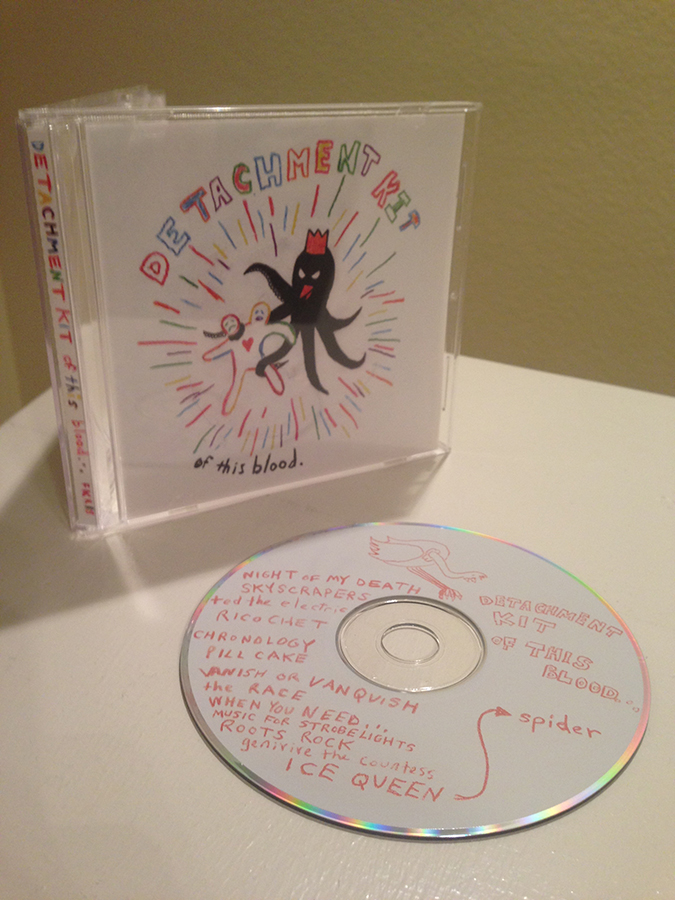 DETACHMENT KIT
of this blood.
DETACHMENT KIT of this blood...
NIGHT OF MY DEATH
SKYSCRAPERS
ted the electric
RICOCHET
CHRONOLOGY
PILL CAKE
VANISH OR VANQUISH
the RACE
WHEN YOU NEED...
MUSIC FOR STROBELIGHTS
ROOTS ROCK
genivive the countess
ICE QUEEN
DETACHMENT
KIT
OF THIS
BLOOD...
spider